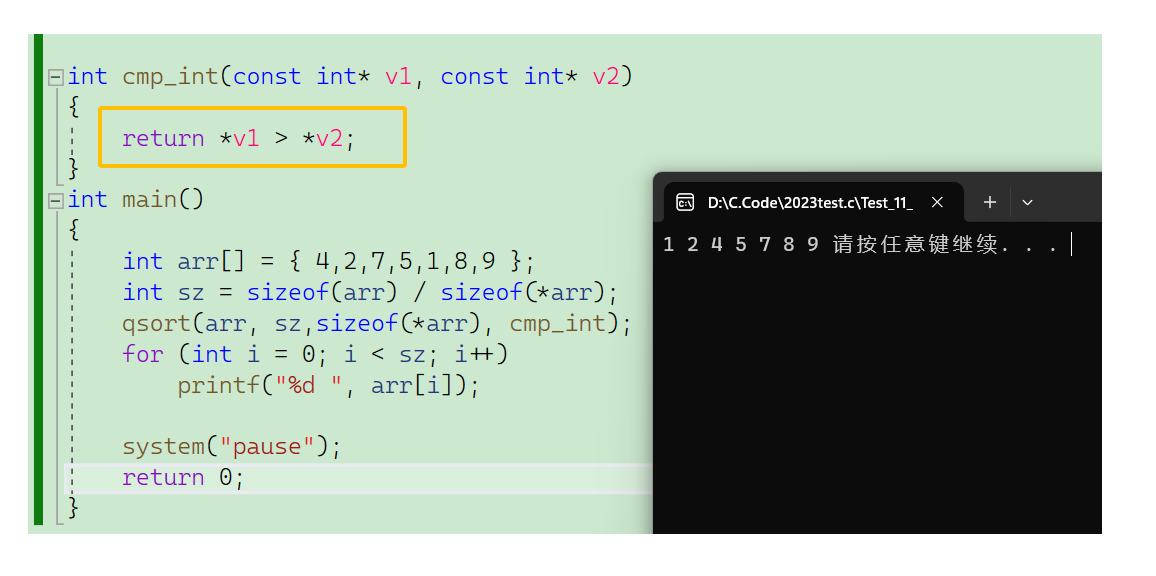 int cmp_int(const int* v1, const int* v2)
{
return *v1 > *v2;
}
int main()
{
int arr[] = { 4,2,7,5,1,8,9 };
int sz = sizeof(arr) / sizeof(*arr);
qsort(arr, sz,sizeof(*arr), cmp_int);
for (int i = 0; i < sz; i++)
printf("%d ", arr[i]);
system("pause");
return 0;
}
D:\C.Code\2023test.c\Test_11_
1 2 4 5 7 8 9 请按任意键继续. . .